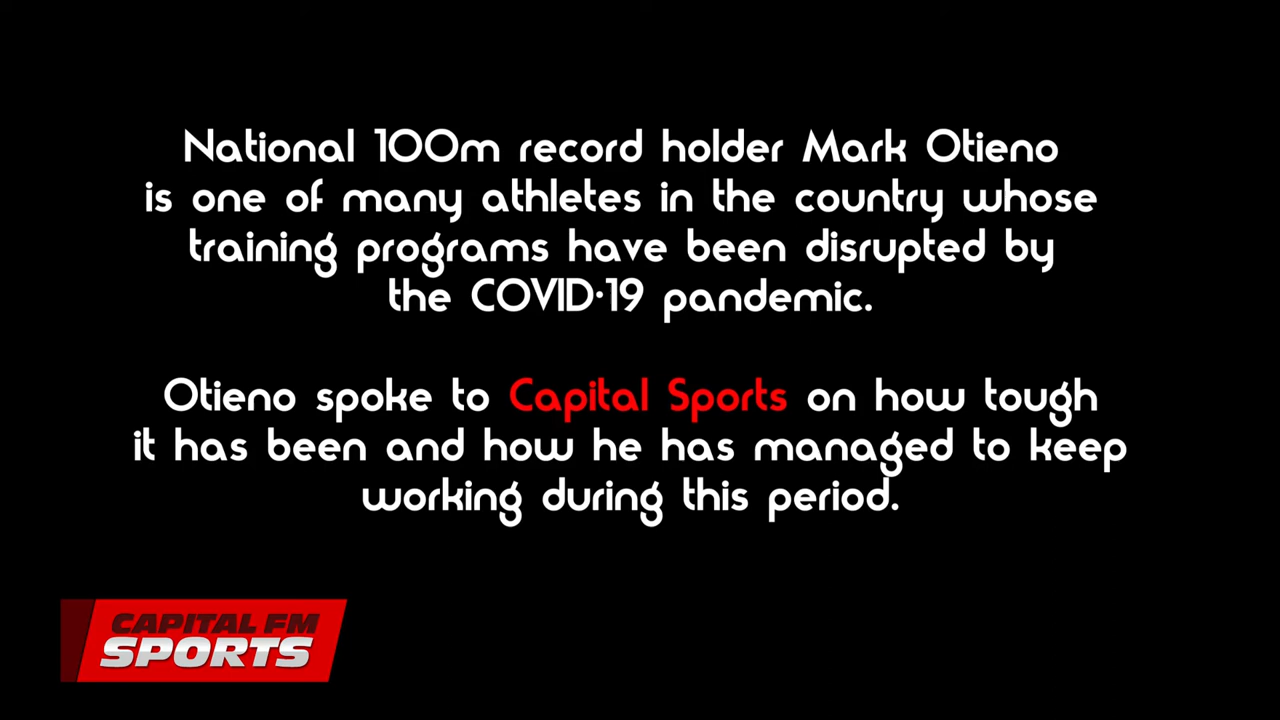 National 100m record holder Mark Otieno
is one of many athletes in the country whose
training programs have been disrupted by
the COVID-19 pandemic.
Otieno spoke to Capital Sports on how tough
it has been and how he has managed to keep
working during this period.
CAPITAL FM
SPORTS